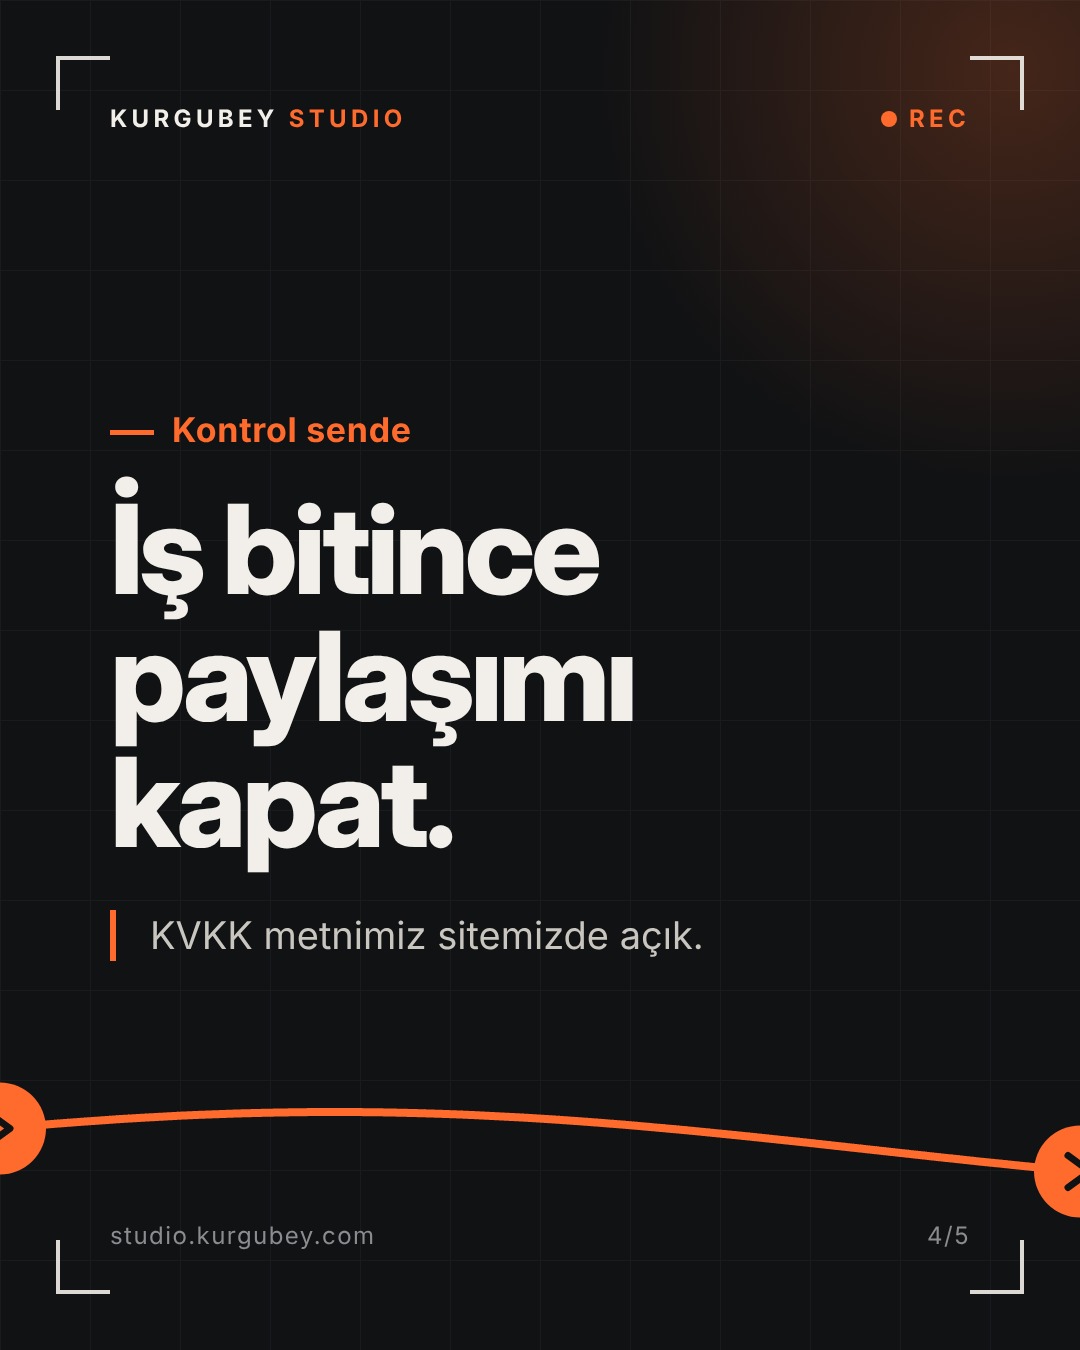 KURGUBEY STUDIO
REC
Kontrol sende
İş bitince
paylaşımı
kapat.
KVKK metnimiz sitemizde açık.
studio.kurgubey.com
4/5